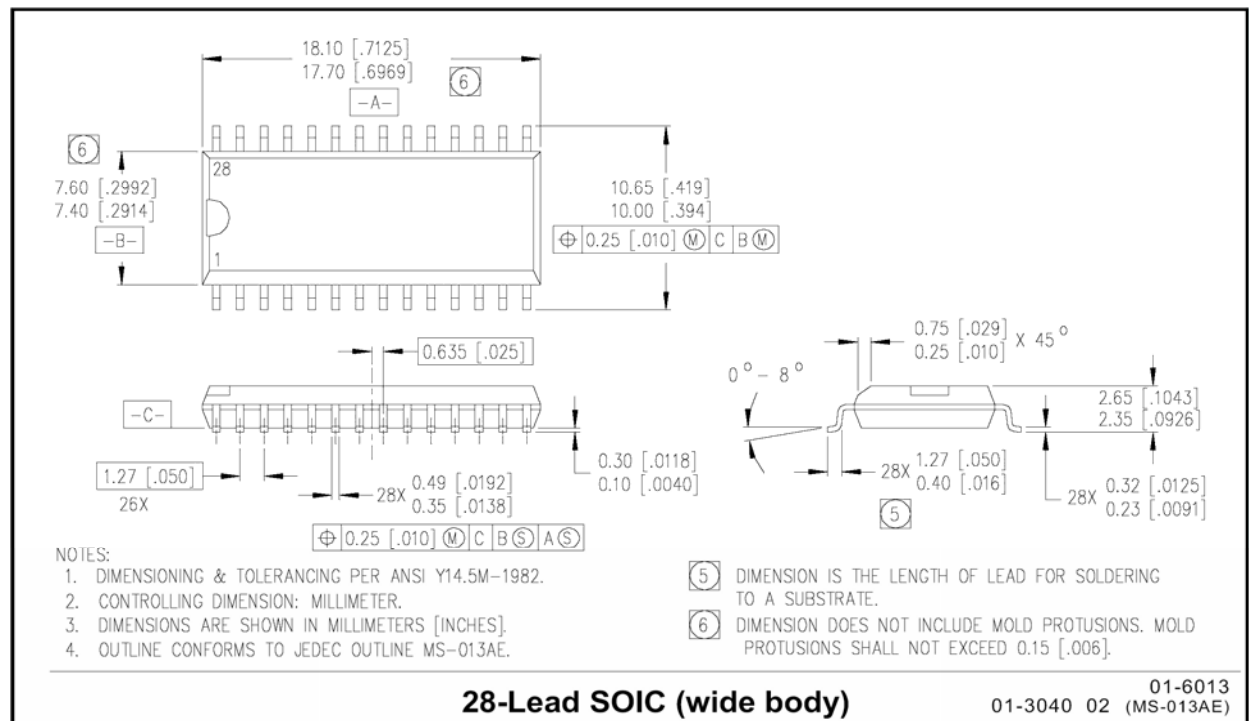 18.10 [.7125]
17.70 [.6969]
6
-A-
6
7.60 [.2992]
7.40 [.2914]
-B-
28
1
10.65 [.419]
10.00 [.394]
⌖ 0.25 [.010] Ⓜ C B Ⓜ
0.635 [.025]
-C-
1.27 [.050]
26X
28X 0.49 [.0192]
0.35 [.0138]
⌖ 0.25 [.010] Ⓜ C B Ⓢ A Ⓢ
0.30 [.0118]
0.10 [.0040]
0.75 [.029]
0.25 [.010] X 45°
0° - 8°
2.65 [.1043]
2.35 [.0926]
28X 1.27 [.050]
0.40 [.016]
5
28X 0.32 [.0125]
0.23 [.0091]
NOTES:
1. DIMENSIONING & TOLERANCING PER ANSI Y14.5M-1982.
2. CONTROLLING DIMENSION: MILLIMETER.
3. DIMENSIONS ARE SHOWN IN MILLIMETERS [INCHES].
4. OUTLINE CONFORMS TO JEDEC OUTLINE MS-013AE.
5 DIMENSION IS THE LENGTH OF LEAD FOR SOLDERING
TO A SUBSTRATE.
6 DIMENSION DOES NOT INCLUDE MOLD PROTUSIONS. MOLD
PROTUSIONS SHALL NOT EXCEED 0.15 [.006].
28-Lead SOIC (wide body)
01-6013
01-3040 02 (MS-013AE)